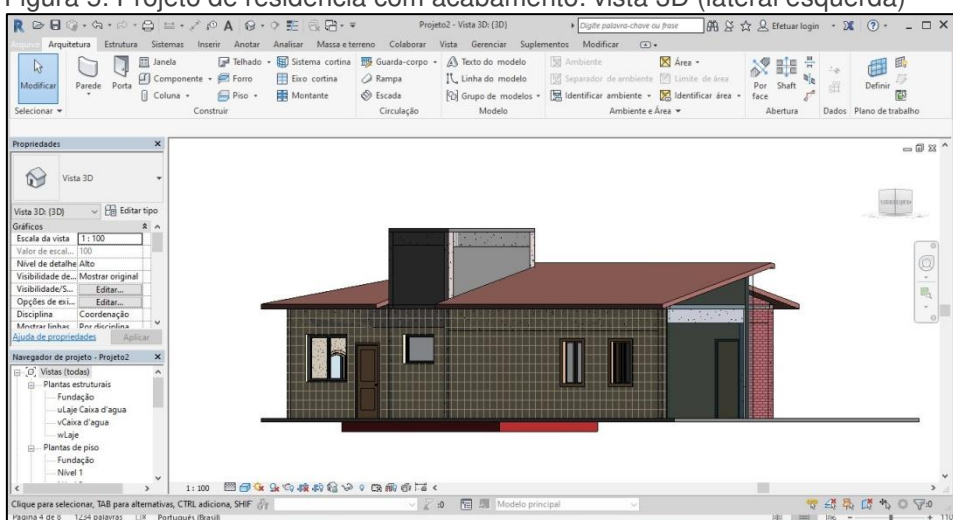 Figura 5: Projeto de residência com acabamento: vista 3D (lateral esquerda)
Projeto2 - Vista 3D: {3D}
Digite palavra-chave ou frase
Efetuar login
Arquivo Arquitetura Estrutura Sistemas Inserir Anotar Analisar Massa e terreno Colaborar Vista Gerenciar Suplementos Modificar
Modificar
Parede
Porta
Janela
Componente
Coluna
Telhado
Forro
Piso
Sistema cortina
Eixo cortina
Montante
Guarda-corpo
Rampa
Escada
Texto do modelo
Linha do modelo
Grupo de modelos
Ambiente
Separador de ambiente
Identificar ambiente
Área
Limite de área
Identificar área
Por face
Shaft
Definir
Selecionar
Construir
Circulação
Modelo
Ambiente e Área
Abertura
Dados
Plano de trabalho
Propriedades
Vista 3D
Vista 3D: {3D}
Editar tipo
Gráficos
Escala da vista 1 : 100
Valor de escal... 100
Nível de detalhe Alto
Visibilidade de... Mostrar original
Visibilidade/S... Editar...
Opções de exi... Editar...
Disciplina Coordenação
Mostrar linhas Por disciplina
Ajuda de propriedades
Aplicar
Navegador de projeto - Projeto2
Vistas (todas)
Plantas estruturais
Fundação
uLaje Caixa d'agua
vCaixa d'agua
wLaje
Plantas de piso
Fundação
Nível 1
1 : 100
Clique para selecionar, TAB para alternativas, CTRL adiciona, SHIF
:0
Modelo principal
:0
Página 4 de 8 1234 palavras Português (Brasil)
110